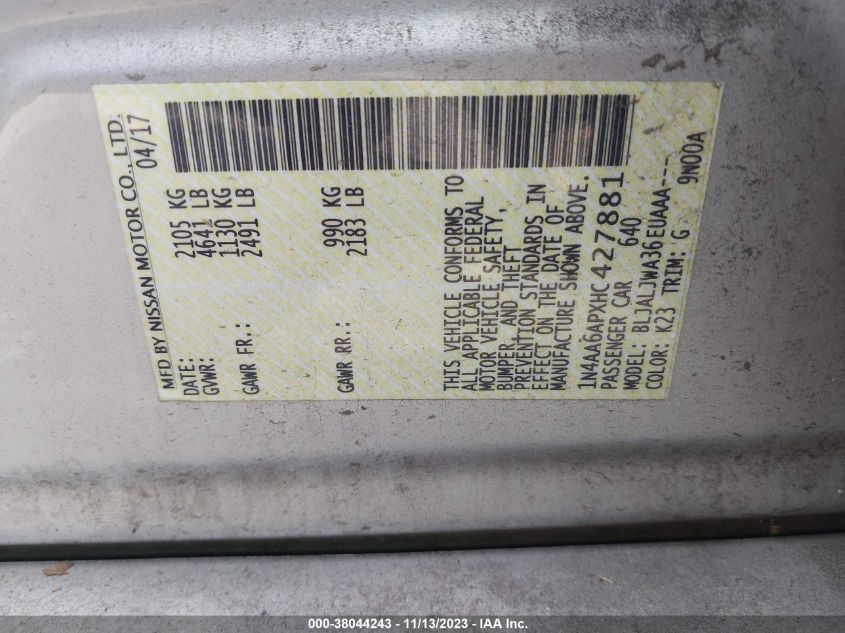 MFD BY NISSAN MOTOR CO., LTD.
DATE: 04/17
GVWR: 2105 KG
4641 LB
GAWR FR.: 1130 KG
2491 LB
GAWR RR.: 990 KG
2183 LB
THIS VEHICLE CONFORMS TO
ALL APPLICABLE FEDERAL
MOTOR VEHICLE SAFETY,
BUMPER, AND THEFT
PREVENTION STANDARDS IN
EFFECT ON THE DATE OF
MANUFACTURE SHOWN ABOVE.
1N4AA6APXHC427881
PASSENGER CAR 640
MODEL: BLJALJWA36EUAAA----
COLOR: K23 TRIM: G 9N00A
000-38044243 - 11/13/2023 - IAA Inc.